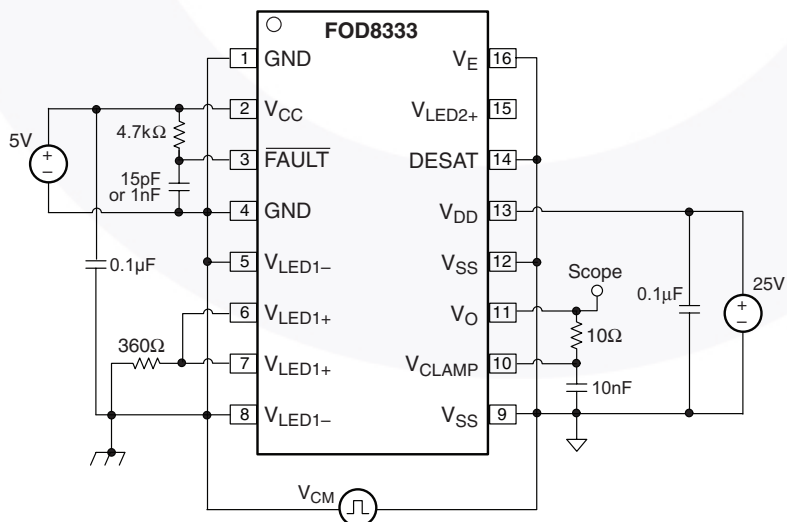 FOD8333
1 GND
2 VCC
3 FAULT
4 GND
5 VLED1–
6 VLED1+
7 VLED1+
8 VLED1–
VE 16
VLED2+ 15
DESAT 14
VDD 13
VSS 12
VO 11
VCLAMP 10
VSS 9
5V
+
–
4.7kΩ
15pF
or 1nF
0.1µF
360Ω
Scope
10Ω
10nF
0.1µF
25V
+
–
VCM